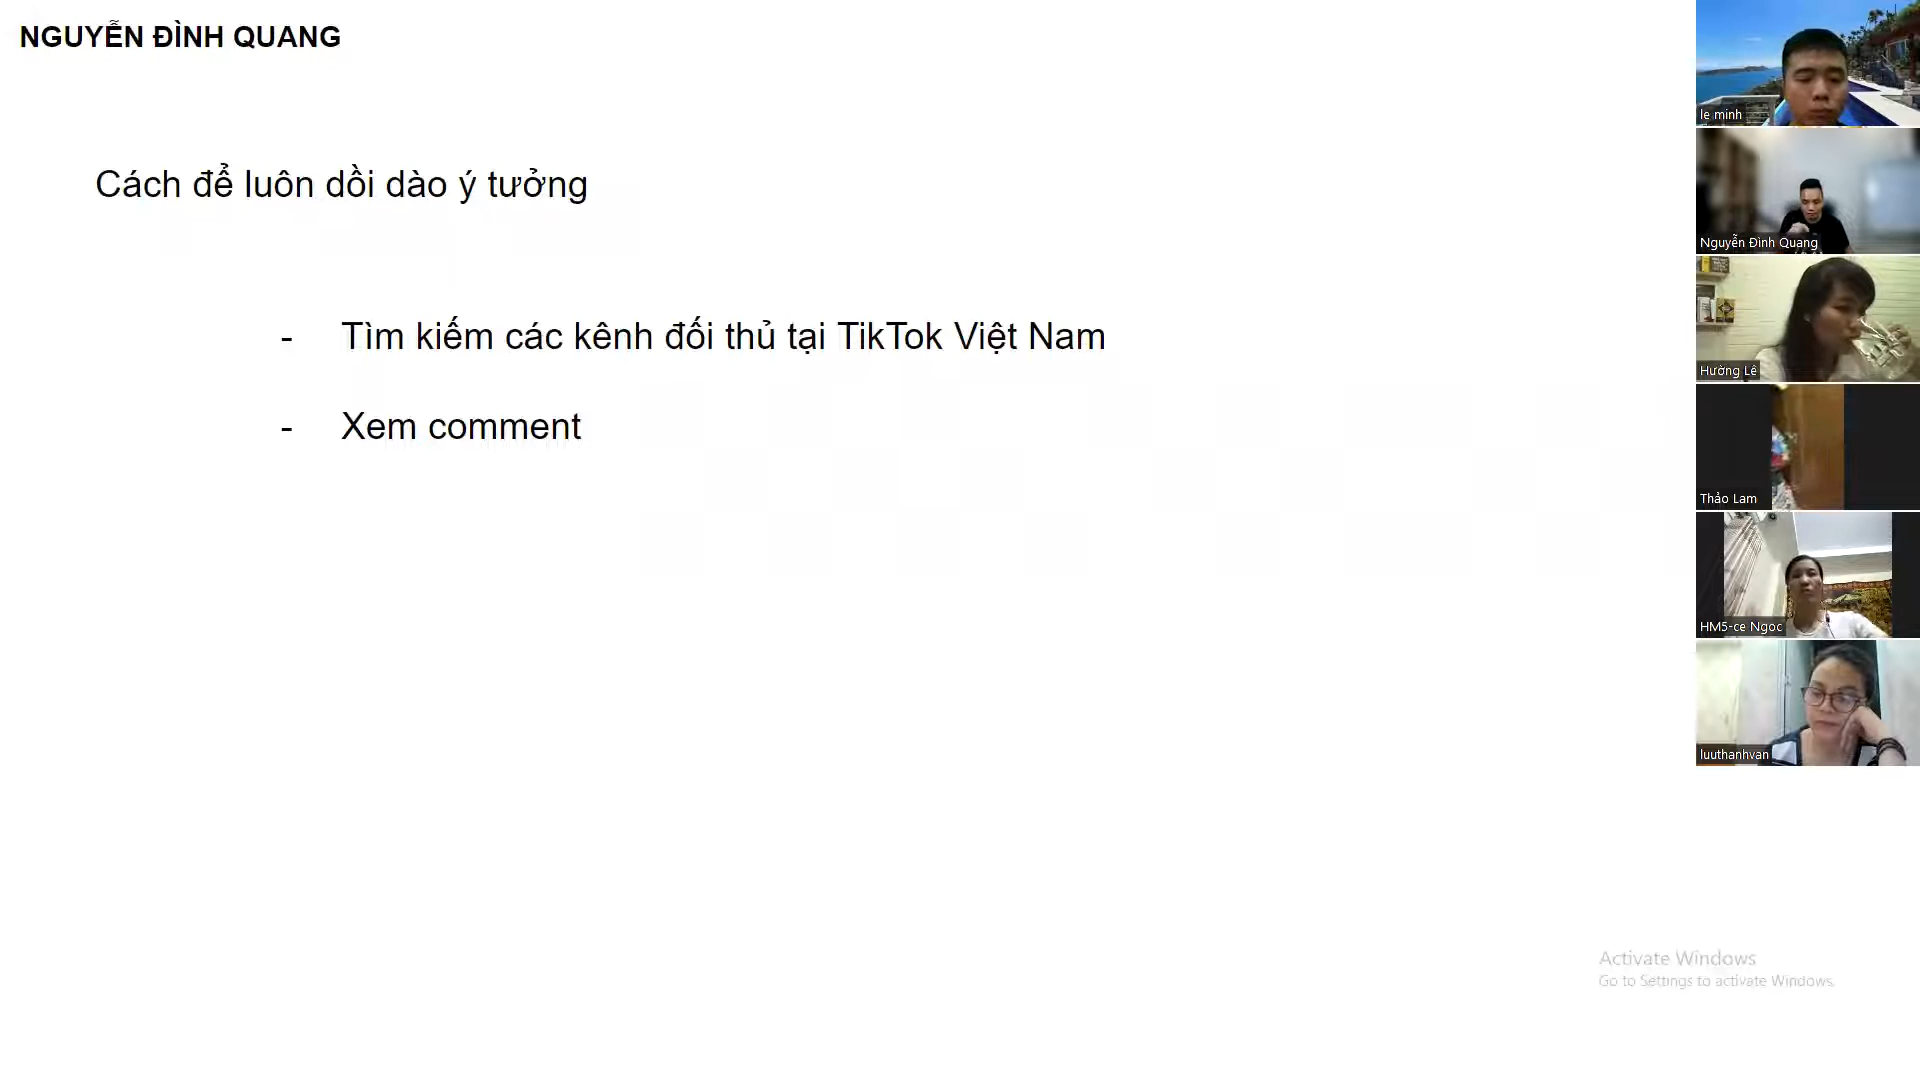 NGUYỄN ĐÌNH QUANG
Cách để luôn dồi dào ý tưởng
- Tìm kiếm các kênh đối thủ tại TikTok Việt Nam
- Xem comment
le minh
Nguyễn Đình Quang
Hường Lê
Thảo Lam
HM5-ce Ngoc
luuthanhvan
Activate Windows
Go to Settings to activate Windows.